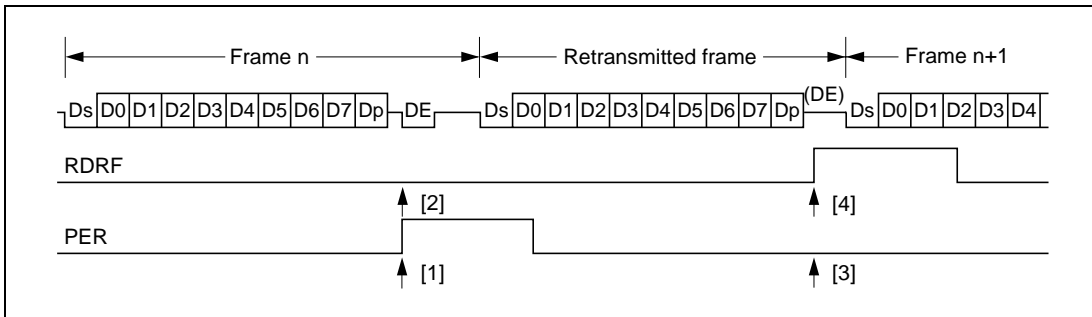 Frame n Retransmitted frame Frame n+1
Ds D0 D1 D2 D3 D4 D5 D6 D7 Dp DE Ds D0 D1 D2 D3 D4 D5 D6 D7 Dp (DE) Ds D0 D1 D2 D3 D4
RDRF
[2] [4]
PER
[1] [3]